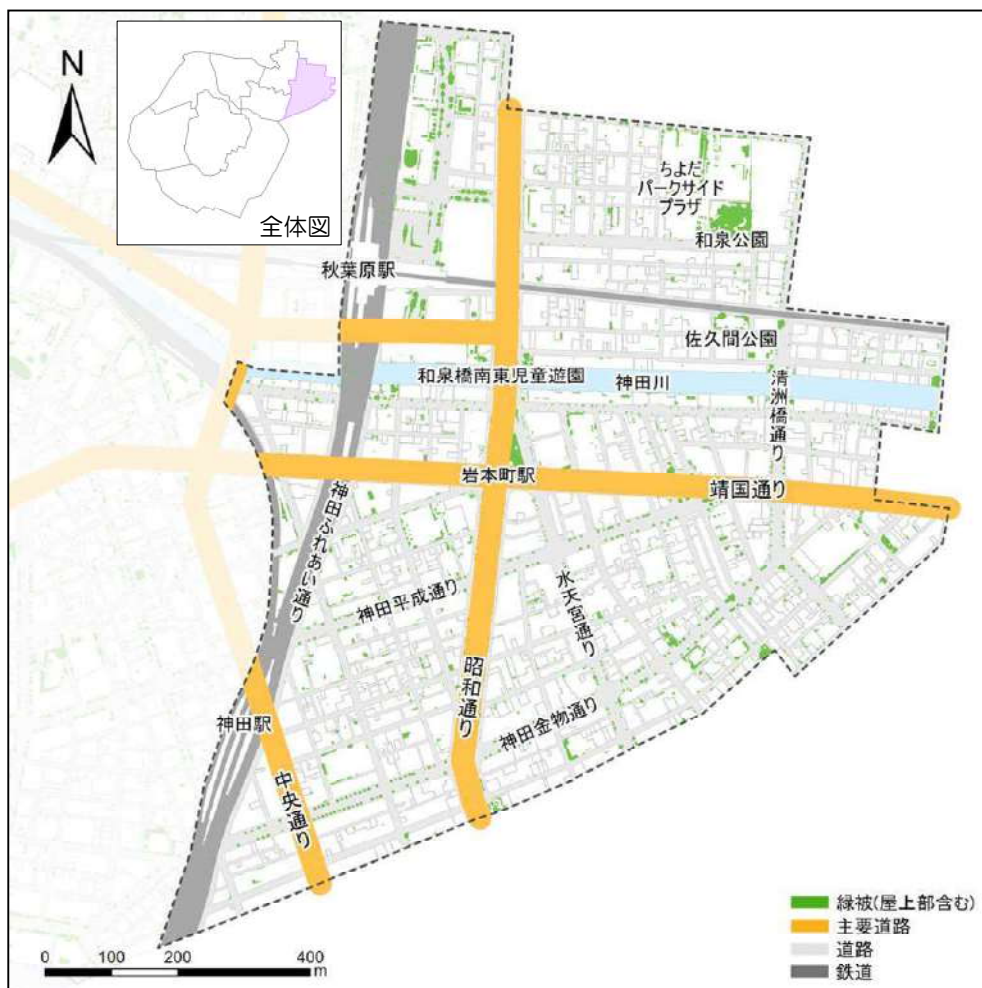 N
全体図
ちよだ
パークサイド
プラザ
和泉公園
秋葉原駅
佐久間公園
和泉橋南東児童遊園
神田川
清洲橋通り
岩本町駅
靖国通り
神田ふれあい通り
神田平成通り
水天宮通り
昭和通り
神田金物通り
神田駅
中央通り
緑被(屋上部含む)
主要道路
道路
鉄道
0 100 200 400
m